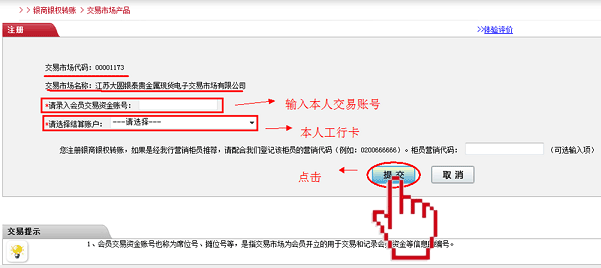 >> 银商银权转账 > 交易市场产品
注册
>>体验评价
交易市场代码：00001173
交易市场名称：江苏大圆银泰贵金属现货电子交易市场有限公司
*请录入会员交易资金账号：
输入本人交易账号
*请选择结算账户：
---请选择---
本人工行卡
您注册银商银权转账，如果是经我行营销柜员推荐，请配合我们登记该柜员的营销代码（例如：0200666666）。柜员营销代码：
（可选输入项）
点击
提 交
取 消
交易提示
1、会员交易资金账号也称为席位号、摊位号等，是指交易市场为会员开立的用于交易和记录会 资金等信息 编号。